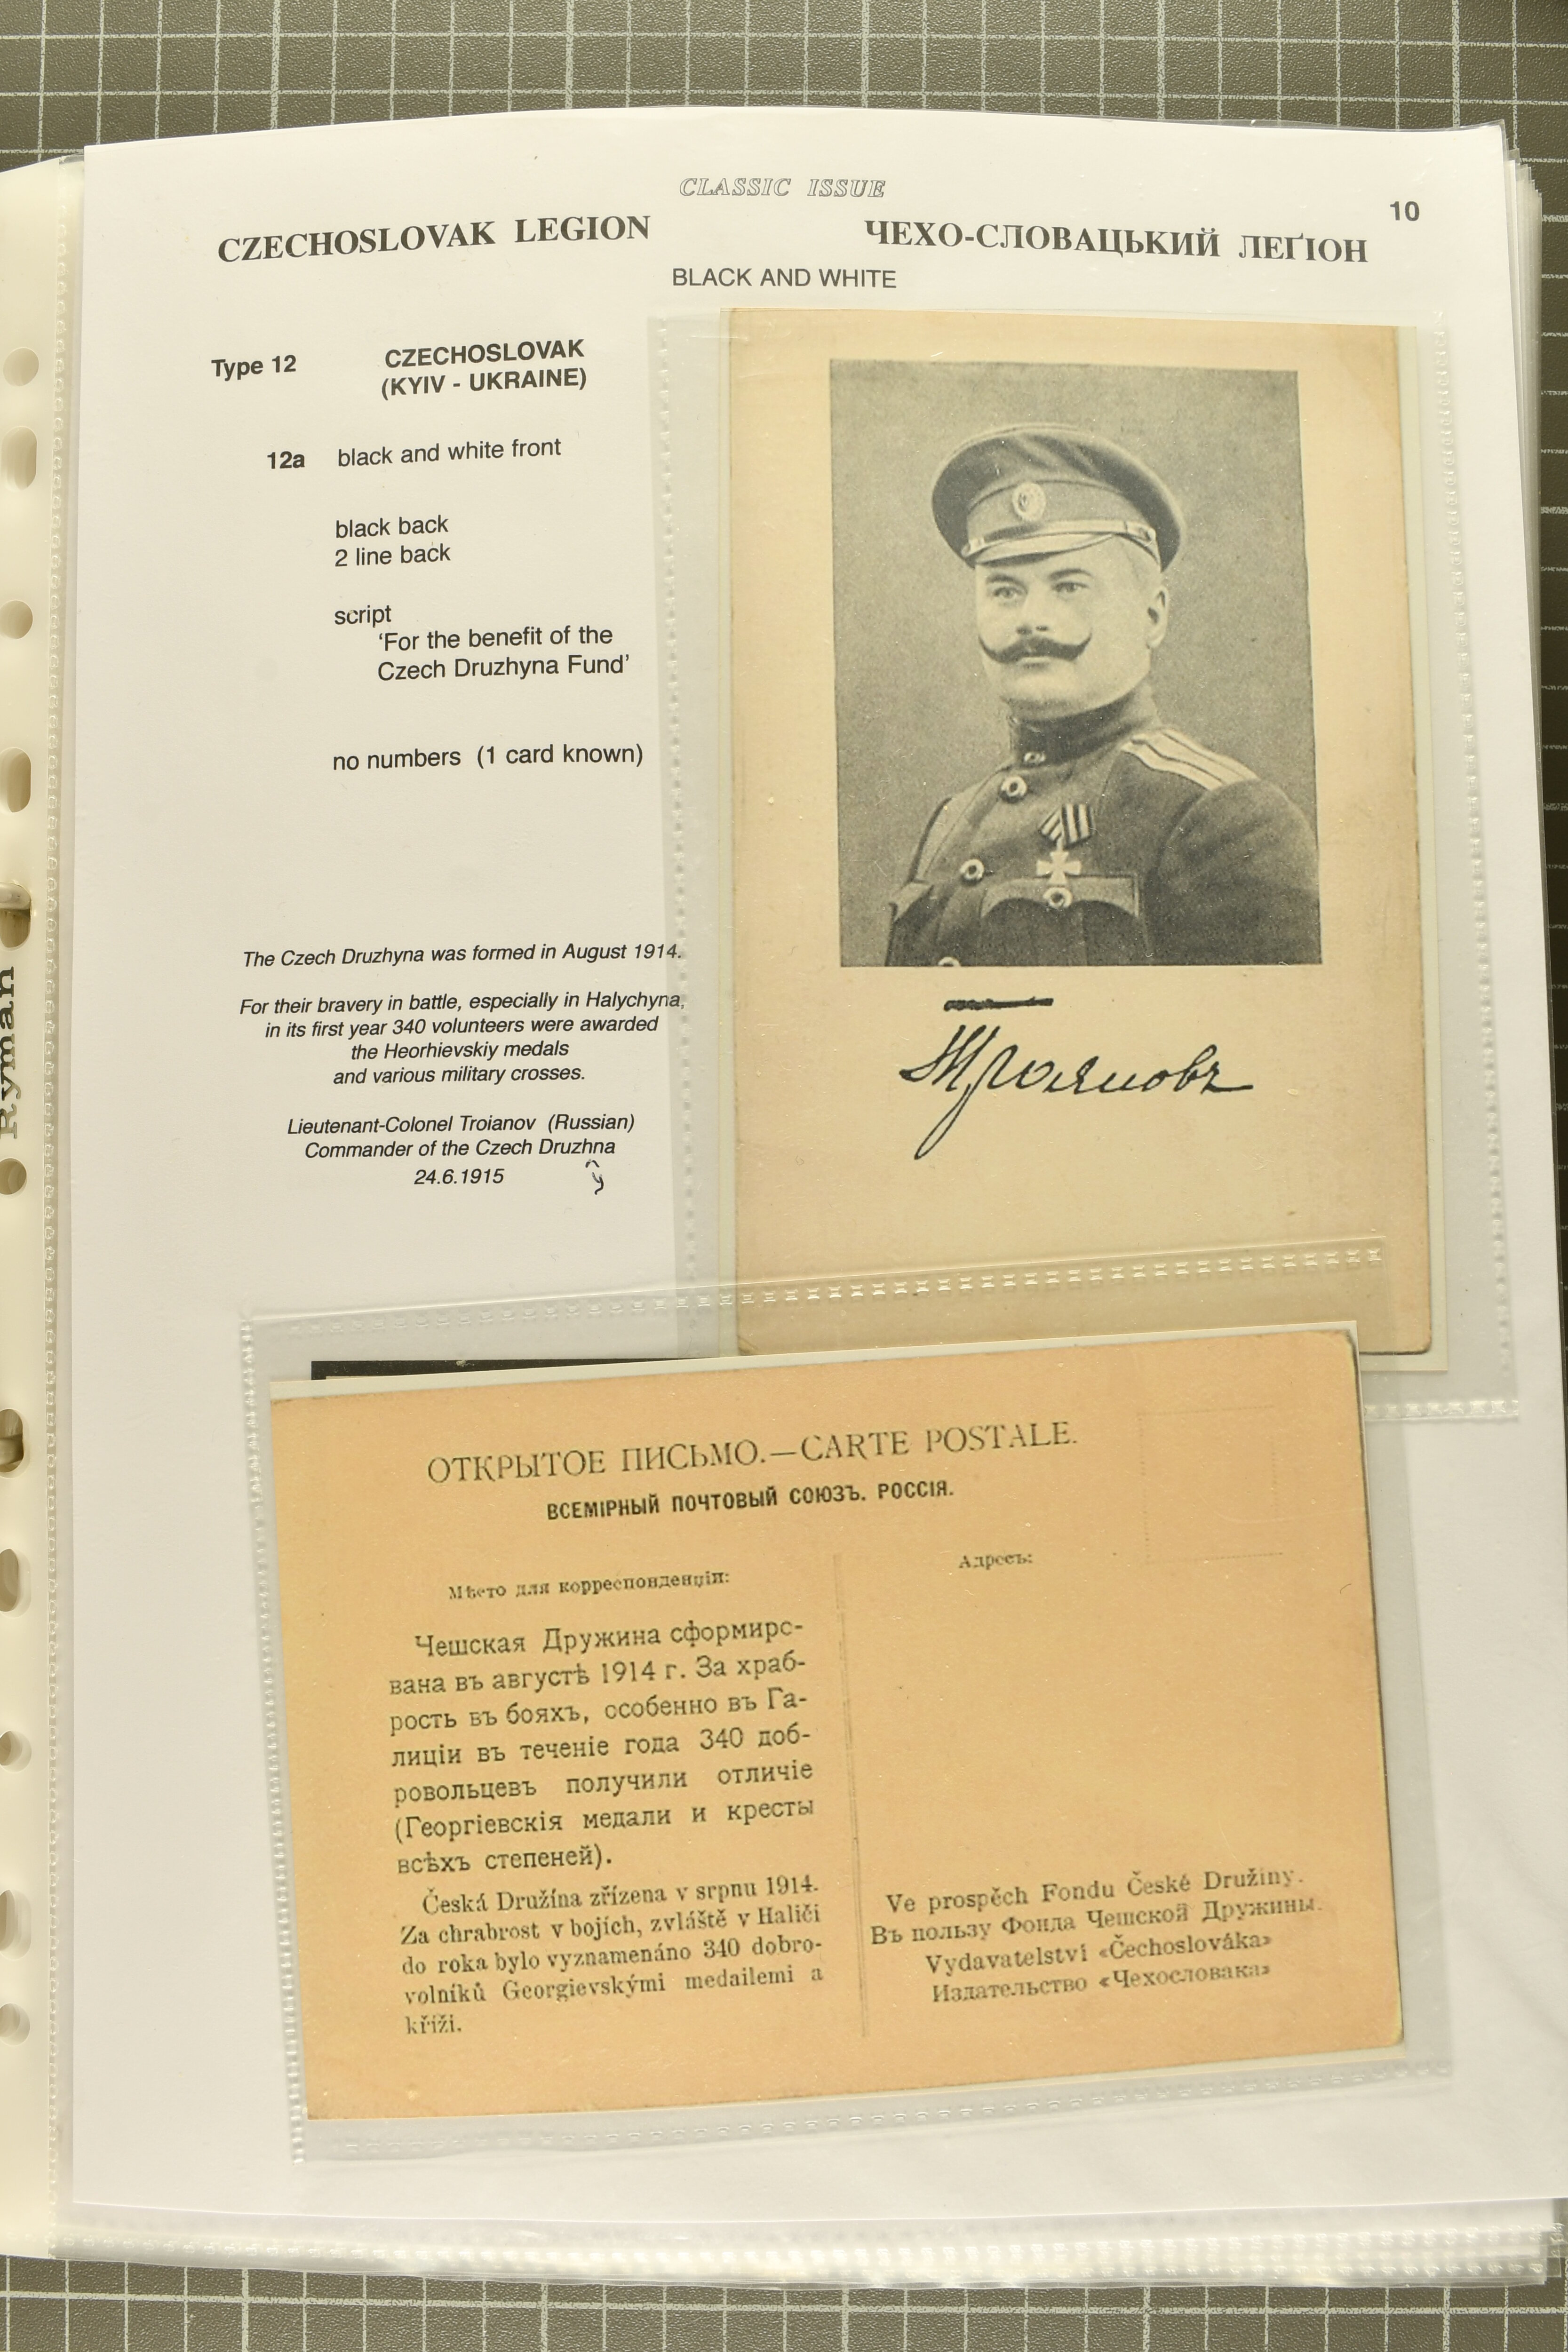 CLASSIC ISSUE
10
CZECHOSLOVAK LEGION
ЧЕХО-СЛОВАЦЬКИЙ ЛЕҐІОН
BLACK AND WHITE
Type 12
CZECHOSLOVAK
(KYIV - UKRAINE)
12a black and white front
black back
2 line back
script
‘For the benefit of the
Czech Druzhyna Fund’
no numbers (1 card known)
The Czech Druzhyna was formed in August 1914.
For their bravery in battle, especially in Halychyna,
in its first year 340 volunteers were awarded
the Heorhievskiy medals
and various military crosses.
Lieutenant-Colonel Troianov (Russian)
Commander of the Czech Druzhna
y
24.6.1915
Ryman
Трояновъ
ОТКРЫТОЕ ПИСЬМО.—CARTE POSTALE.
ВСЕМІРНЫЙ ПОЧТОВЫЙ СОЮЗЪ. РОССІЯ.
Мѣсто для корреспонденціи:
Адресъ:
Чешская Дружина сформиро-
вана въ августѣ 1914 г. За храб-
рость въ бояхъ, особенно въ Га-
лиціи въ теченіе года 340 доб-
ровольцевъ получили отличіе
(Георгіевскія медали и кресты
всѣхъ степеней).
Česká Družína zřízena v srpnu 1914.
Za chrabrost v bojích, zvláště v Haliči
do roka bylo vyznamenáno 340 dobro-
volníků Georgievskými medailemi a
kříži.
Ve prospěch Fondu České Družiny.
Въ пользу Фонда Чешской Дружины.
Vydavatelství «Čechoslováka»
Издательство «Чехословака»